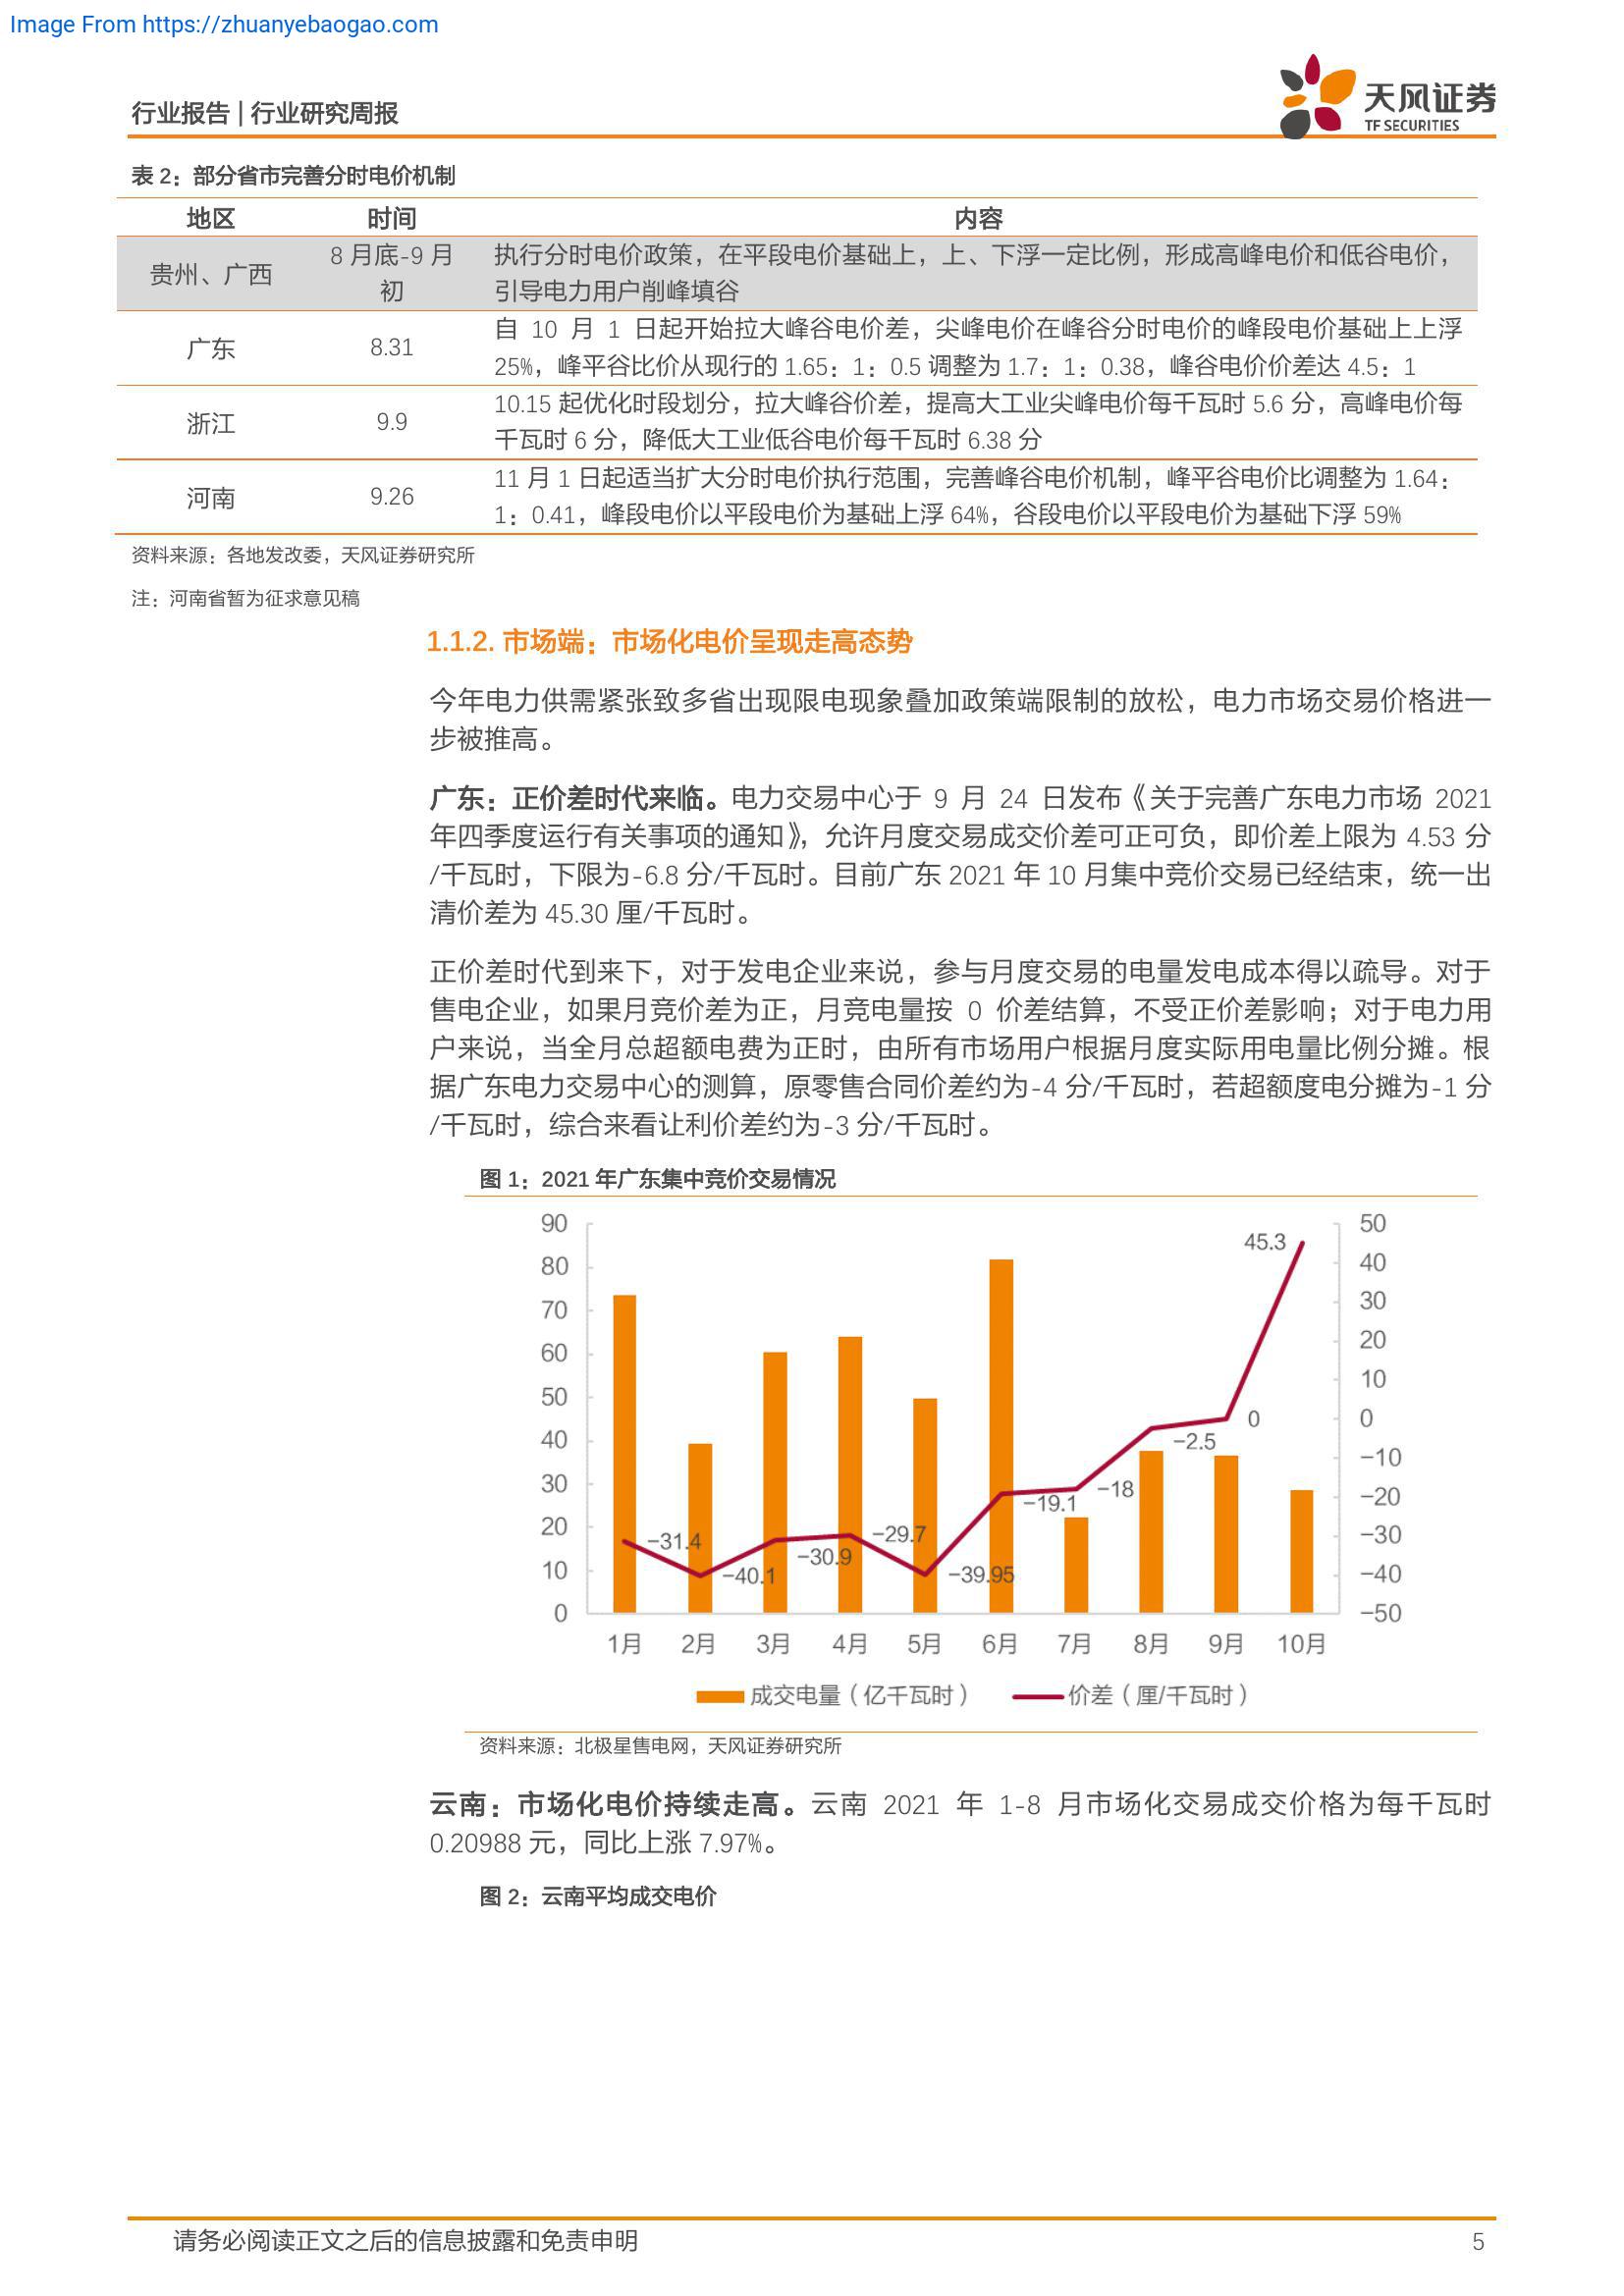 Image From https://zhuanyebaogao.com
行业报告 | 行业研究周报
天风证券
TF SECURITIES
表 2：部分省市完善分时电价机制
地区 时间 内容
贵州、广西 8 月底-9 月初 执行分时电价政策，在平段电价基础上，上、下浮一定比例，形成高峰电价和低谷电价，
引导电力用户削峰填谷
广东 8.31 自 10 月 1 日起开始拉大峰谷电价差，尖峰电价在峰谷分时电价的峰段电价基础上上浮
25%，峰平谷比价从现行的 1.65：1：0.5 调整为 1.7：1：0.38，峰谷电价价差达 4.5：1
浙江 9.9 10.15 起优化时段划分，拉大峰谷价差，提高大工业尖峰电价每千瓦时 5.6 分，高峰电价每
千瓦时 6 分，降低大工业低谷电价每千瓦时 6.38 分
河南 9.26 11 月 1 日起适当扩大分时电价执行范围，完善峰谷电价机制，峰平谷电价比调整为 1.64：
1：0.41，峰段电价以平段电价为基础上浮 64%，谷段电价以平段电价为基础下浮 59%
资料来源：各地发改委，天风证券研究所
注：河南省暂为征求意见稿
1.1.2. 市场端：市场化电价呈现走高态势
今年电力供需紧张致多省出现限电现象叠加政策端限制的放松，电力市场交易价格进一
步被推高。
广东：正价差时代来临。电力交易中心于 9 月 24 日发布《关于完善广东电力市场 2021
年四季度运行有关事项的通知》，允许月度交易成交价差可正可负，即价差上限为 4.53 分
/千瓦时，下限为-6.8 分/千瓦时。目前广东 2021 年 10 月集中竞价交易已经结束，统一出
清价差为 45.30 厘/千瓦时。
正价差时代到来下，对于发电企业来说，参与月度交易的电量发电成本得以疏导。对于
售电企业，如果月竞价差为正，月竞电量按 0 价差结算，不受正价差影响；对于电力用
户来说，当全月总超额电费为正时，由所有市场用户根据月度实际用电量比例分摊。根
据广东电力交易中心的测算，原零售合同价差约为-4 分/千瓦时，若超额度电分摊为-1 分
/千瓦时，综合来看让利价差约为-3 分/千瓦时。
图 1：2021 年广东集中竞价交易情况
90 50
80 40
70 30
60 20
50 10
40 0
30 −10
20 −20
10 −30
0 −40
−50
−31.4
−40.1
−30.9
−29.7
−39.95
−19.1
−18
−2.5
0
45.3
1月 2月 3月 4月 5月 6月 7月 8月 9月 10月
成交电量（亿千瓦时） 价差（厘/千瓦时）
资料来源：北极星售电网，天风证券研究所
云南：市场化电价持续走高。云南 2021 年 1-8 月市场化交易成交价格为每千瓦时
0.20988 元，同比上涨 7.97%。
图 2：云南平均成交电价
请务必阅读正文之后的信息披露和免责申明 5